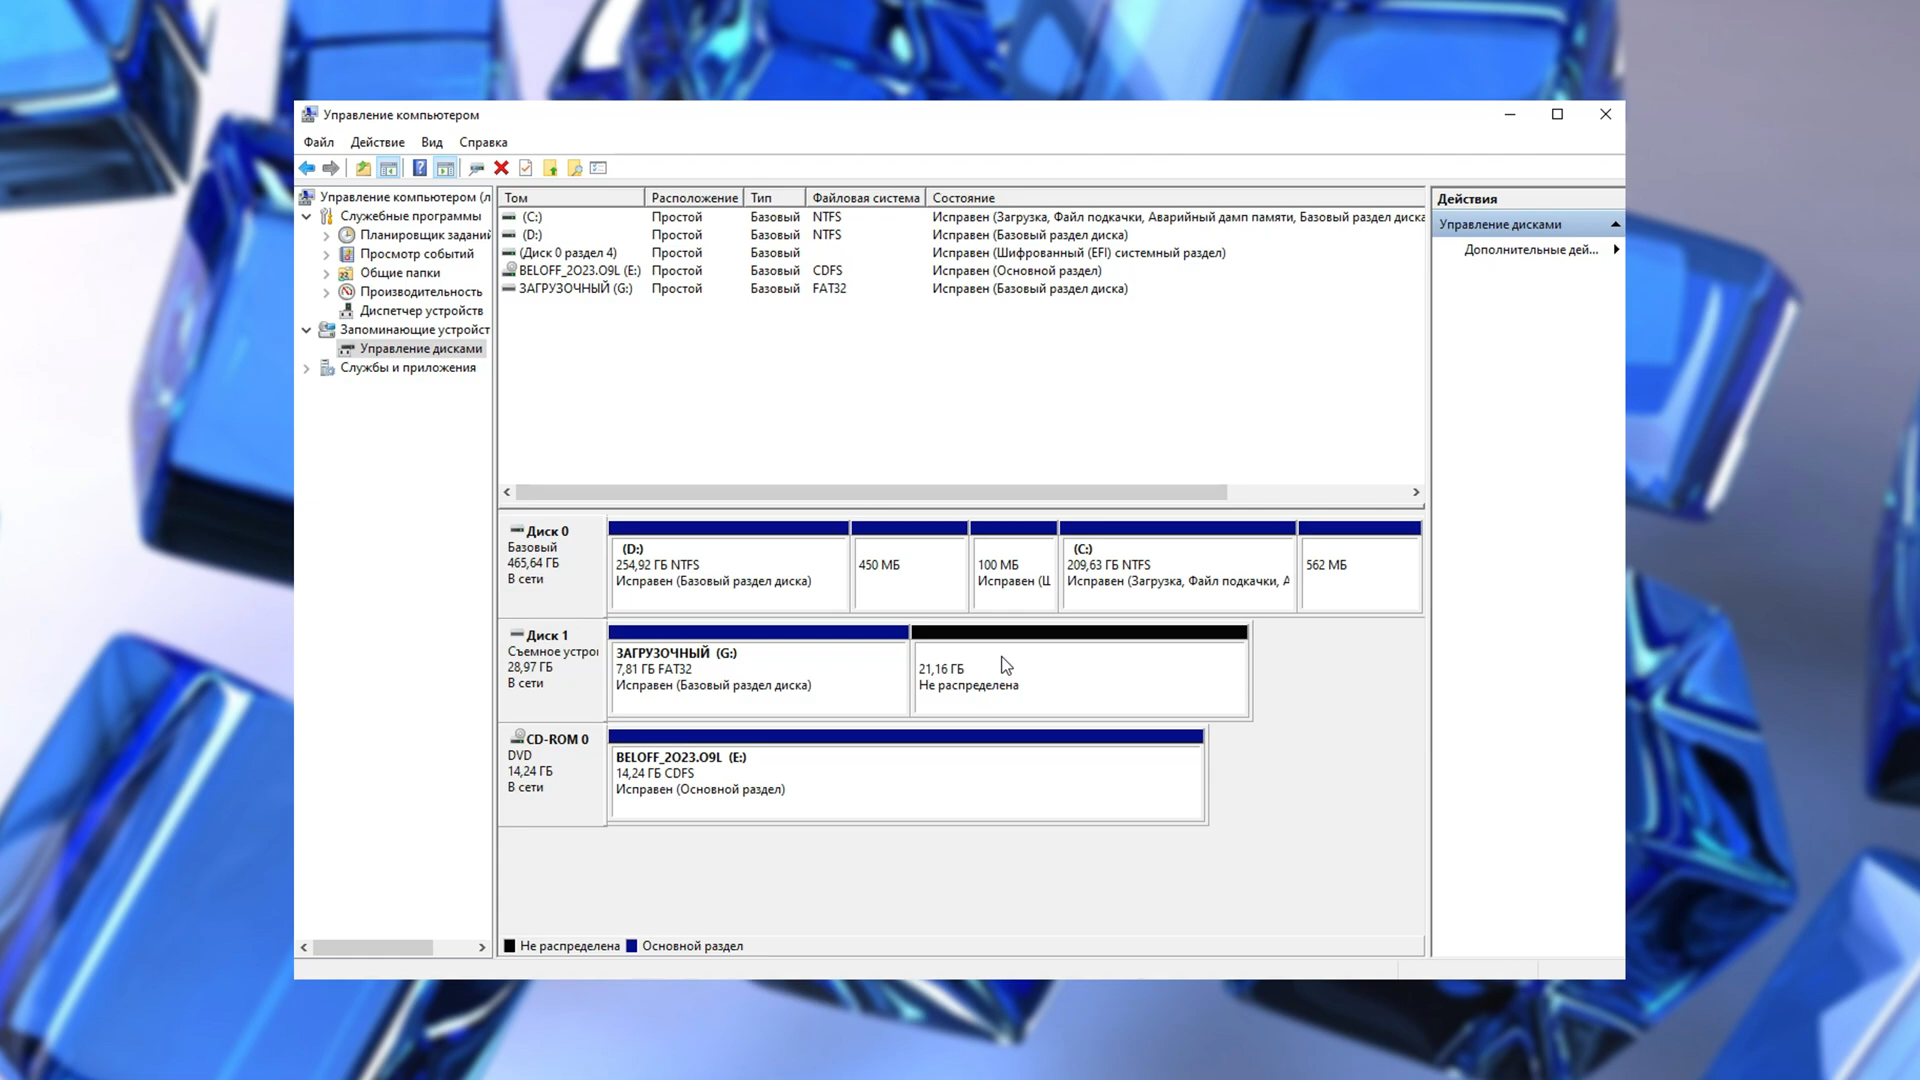 Управление компьютером
Файл Действие Вид Справка
Управление компьютером (л
Служебные программы
Планировщик заданий
Просмотр событий
Общие папки
Производительность
Диспетчер устройств
Запоминающие устройст
Управление дисками
Службы и приложения
Том Расположение Тип Файловая система Состояние
(C:) Простой Базовый NTFS Исправен (Загрузка, Файл подкачки, Аварийный дамп памяти, Базовый раздел диска
(D:) Простой Базовый NTFS Исправен (Базовый раздел диска)
(Диск 0 раздел 4) Простой Базовый Исправен (Шифрованный (EFI) системный раздел)
BELOFF_2O23.O9L (E:) Простой Базовый CDFS Исправен (Основной раздел)
ЗАГРУЗОЧНЫЙ (G:) Простой Базовый FAT32 Исправен (Базовый раздел диска)
Действия
Управление дисками
Дополнительные дей...
Диск 0
Базовый
465,64 ГБ
В сети
(D:)
254,92 ГБ NTFS
Исправен (Базовый раздел диска)
450 МБ
100 МБ
Исправен (Ш
(C:)
209,63 ГБ NTFS
Исправен (Загрузка, Файл подкачки, А
562 МБ
Диск 1
Съемное устрої
28,97 ГБ
В сети
ЗАГРУЗОЧНЫЙ (G:)
7,81 ГБ FAT32
Исправен (Базовый раздел диска)
21,16 ГБ
Не распределена
CD-ROM 0
DVD
14,24 ГБ
В сети
BELOFF_2O23.O9L (E:)
14,24 ГБ CDFS
Исправен (Основной раздел)
Не распределена Основной раздел